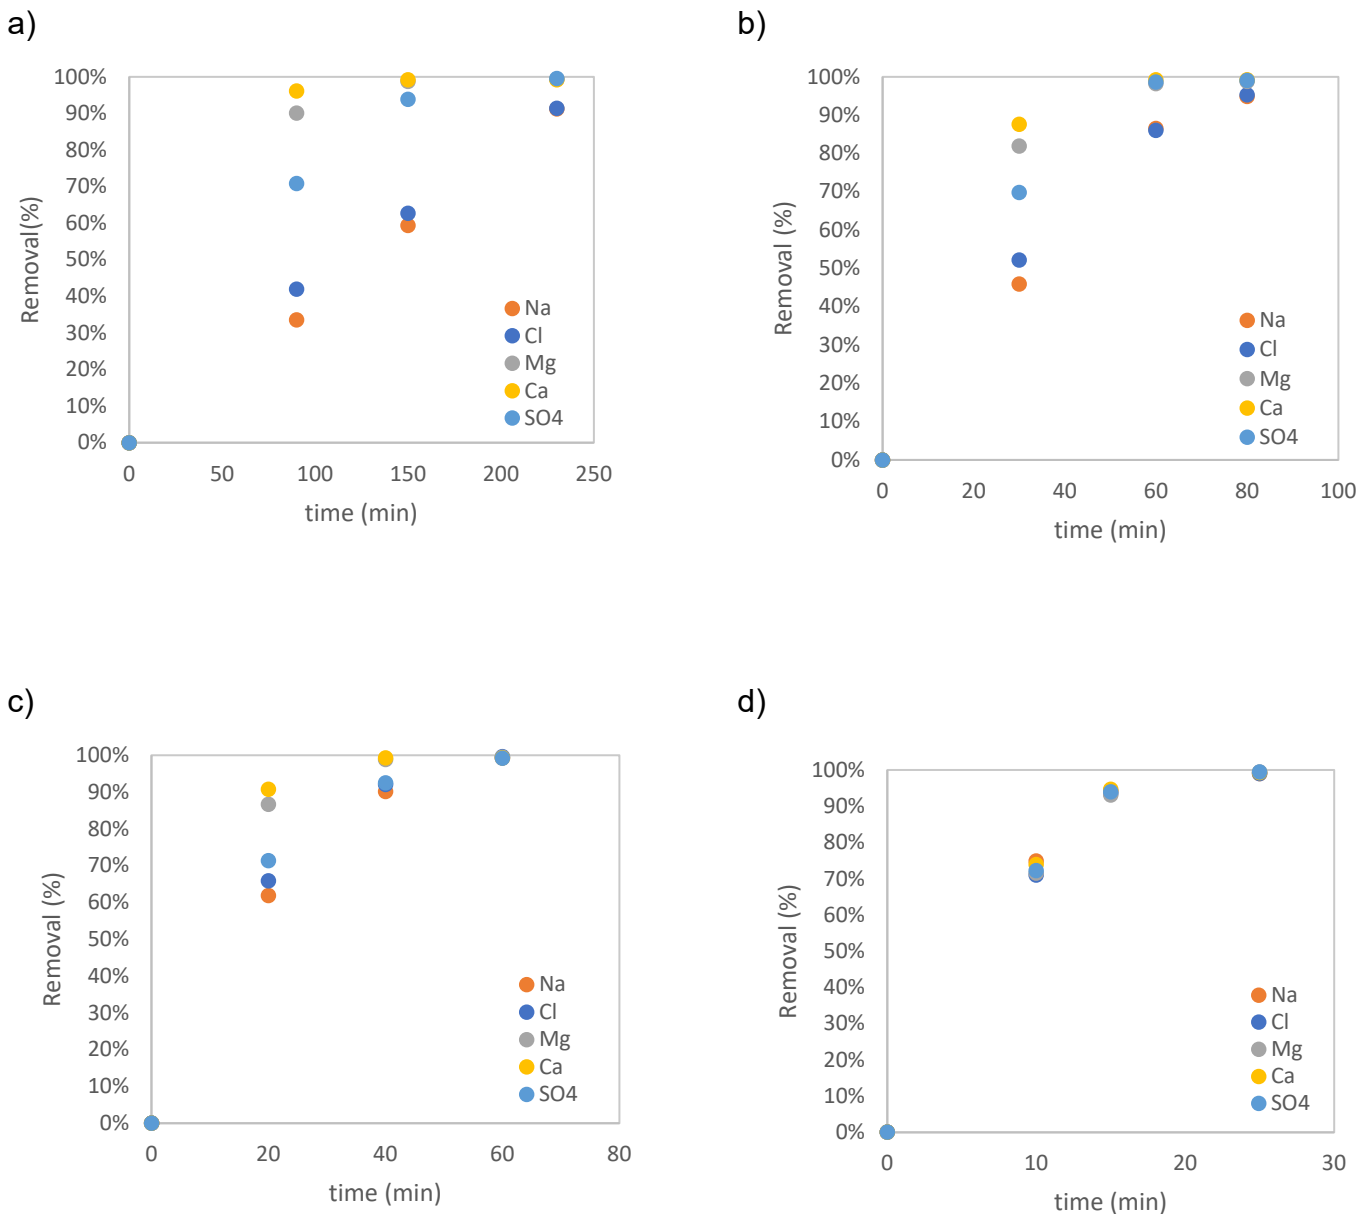 a)
100%
90%
80%
70%
60%
50%
40%
30%
20%
10%
0%
Removal(%)
0 50 100 150 200 250
time (min)
Na
Cl
Mg
Ca
SO4
b)
100%
90%
80%
70%
60%
50%
40%
30%
20%
10%
0%
Removal (%)
0 20 40 60 80 100
time (min)
Na
Cl
Mg
Ca
SO4
c)
100%
90%
80%
70%
60%
50%
40%
30%
20%
10%
0%
Removal (%)
0 20 40 60 80
time (min)
Na
Cl
Mg
Ca
SO4
d)
100%
90%
80%
70%
60%
50%
40%
30%
20%
10%
0%
Removal (%)
0 10 20 30
time (min)
Na
Cl
Mg
Ca
SO4